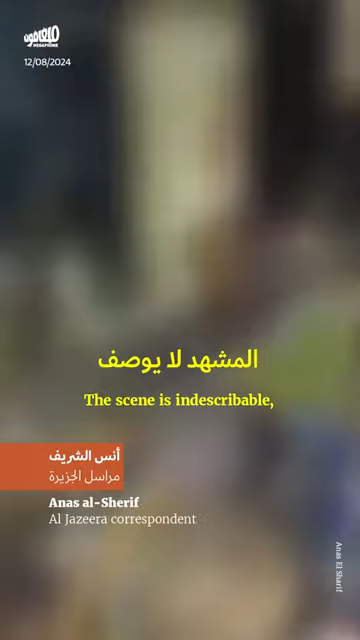 ميغافون
MEGAPHONE
12/08/2024
المشهد لا يوصف
The scene is indescribable,
أنس الشريف
مراسل الجزيرة
Anas al-Sherif
Al Jazeera correspondent
Anas El Sharif